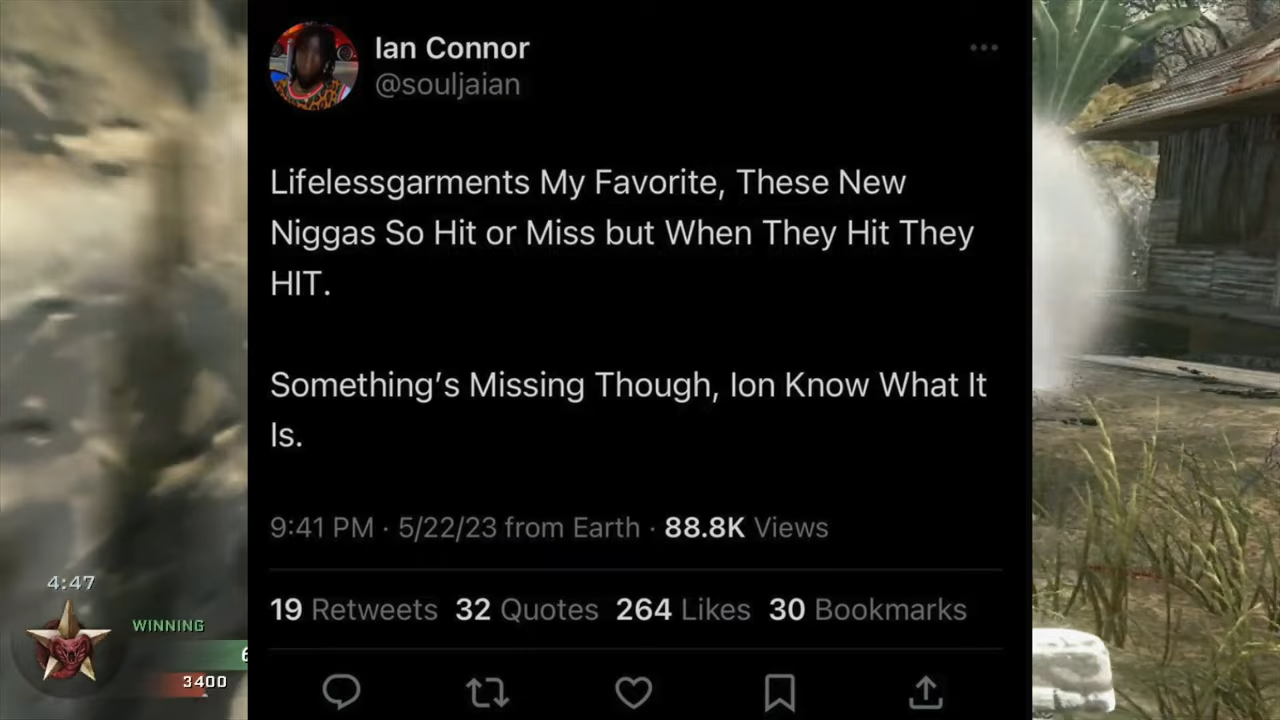 Ian Connor
@souljaian
Lifelessgarments My Favorite, These New
Niggas So Hit or Miss but When They Hit They
HIT.
Something's Missing Though, Ion Know What It
Is.
9:41 PM · 5/22/23 from Earth · 88.8K Views
19 Retweets 32 Quotes 264 Likes 30 Bookmarks
4:47
WINNING
3400